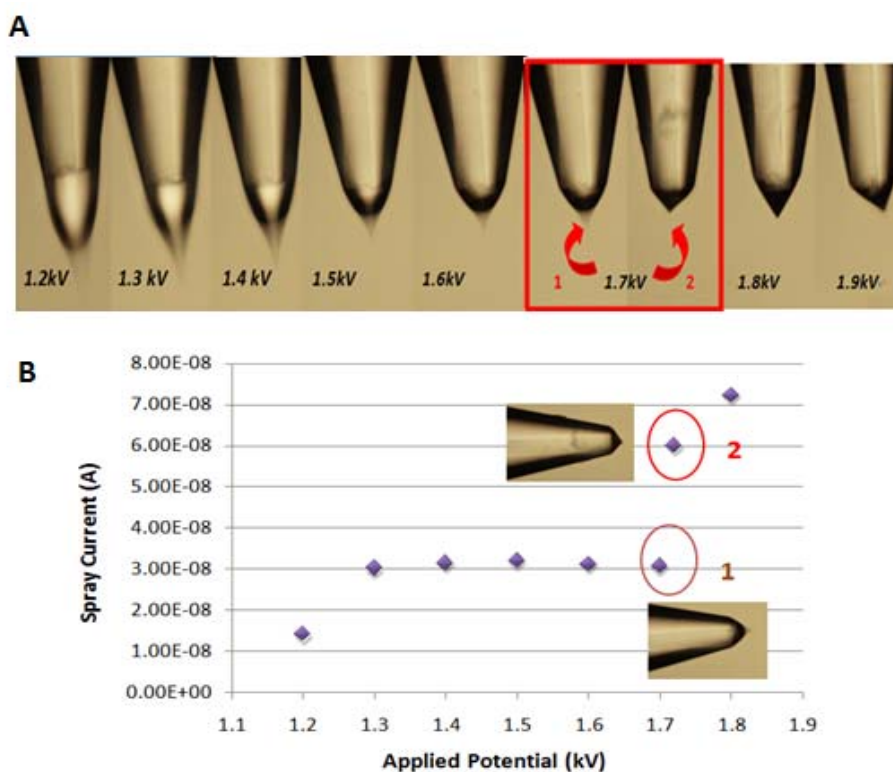 A
1.2kV 1.3 kV 1.4 kV 1.5kV 1.6kV 1 1.7kV 2 1.8kV 1.9kV
B
8.00E-08
7.00E-08
6.00E-08
5.00E-08
4.00E-08
3.00E-08
2.00E-08
1.00E-08
0.00E+00
Spray Current (A)
2
1
1.1 1.2 1.3 1.4 1.5 1.6 1.7 1.8 1.9
Applied Potential (kV)